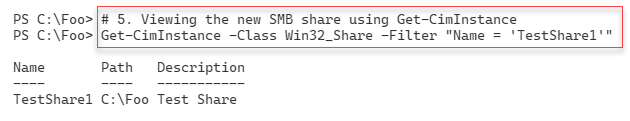 PS C:\Foo> # 5. Viewing the new SMB share using Get-CimInstance
PS C:\Foo> Get-CimInstance -Class Win32_Share -Filter "Name = 'TestShare1'"
Name       Path   Description
----       ----   -----------
TestShare1 C:\Foo Test Share